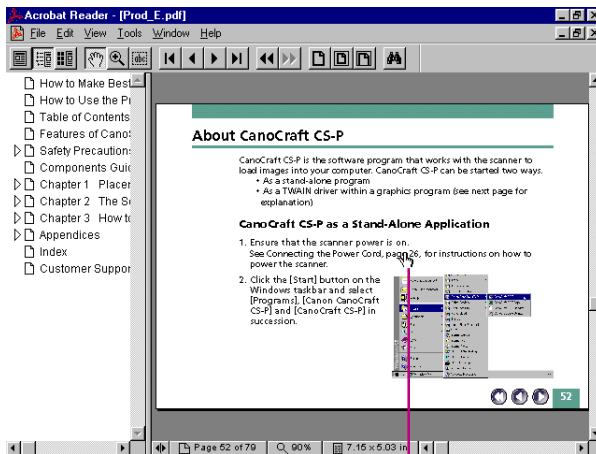 Acrobat Reader - [Prod_E.pdf]
File Edit View Tools Window Help
abc
How to Make Best
How to Use the
Table of Contents
Features of
Safety Precaution
Components
Chapter 1
Chapter 2 The
Chapter 3 How
Appendices
Index
Customer
About CanoCraft CS-P
CanoCraft CS-P is the software program that works with the scanner to
load images into your computer. CanoCraft CS-P can be started two ways.
• As a stand-alone program
• As a TWAIN driver within a graphics program (see next page for
explanation)
CanoCraft CS-P as a Stand-Alone Application
1. Ensure that the scanner power is on.
See Connecting the Power Cord, page 26, for instructions on how to
power the scanner.
2. Click the [Start] button on the
Windows taskbar and select
[Programs], [Canon CanoCraft
CS-P] and [CanoCraft CS-P] in
succession.
52
Page 52 of 79 90% 7.15 x 5.03 in